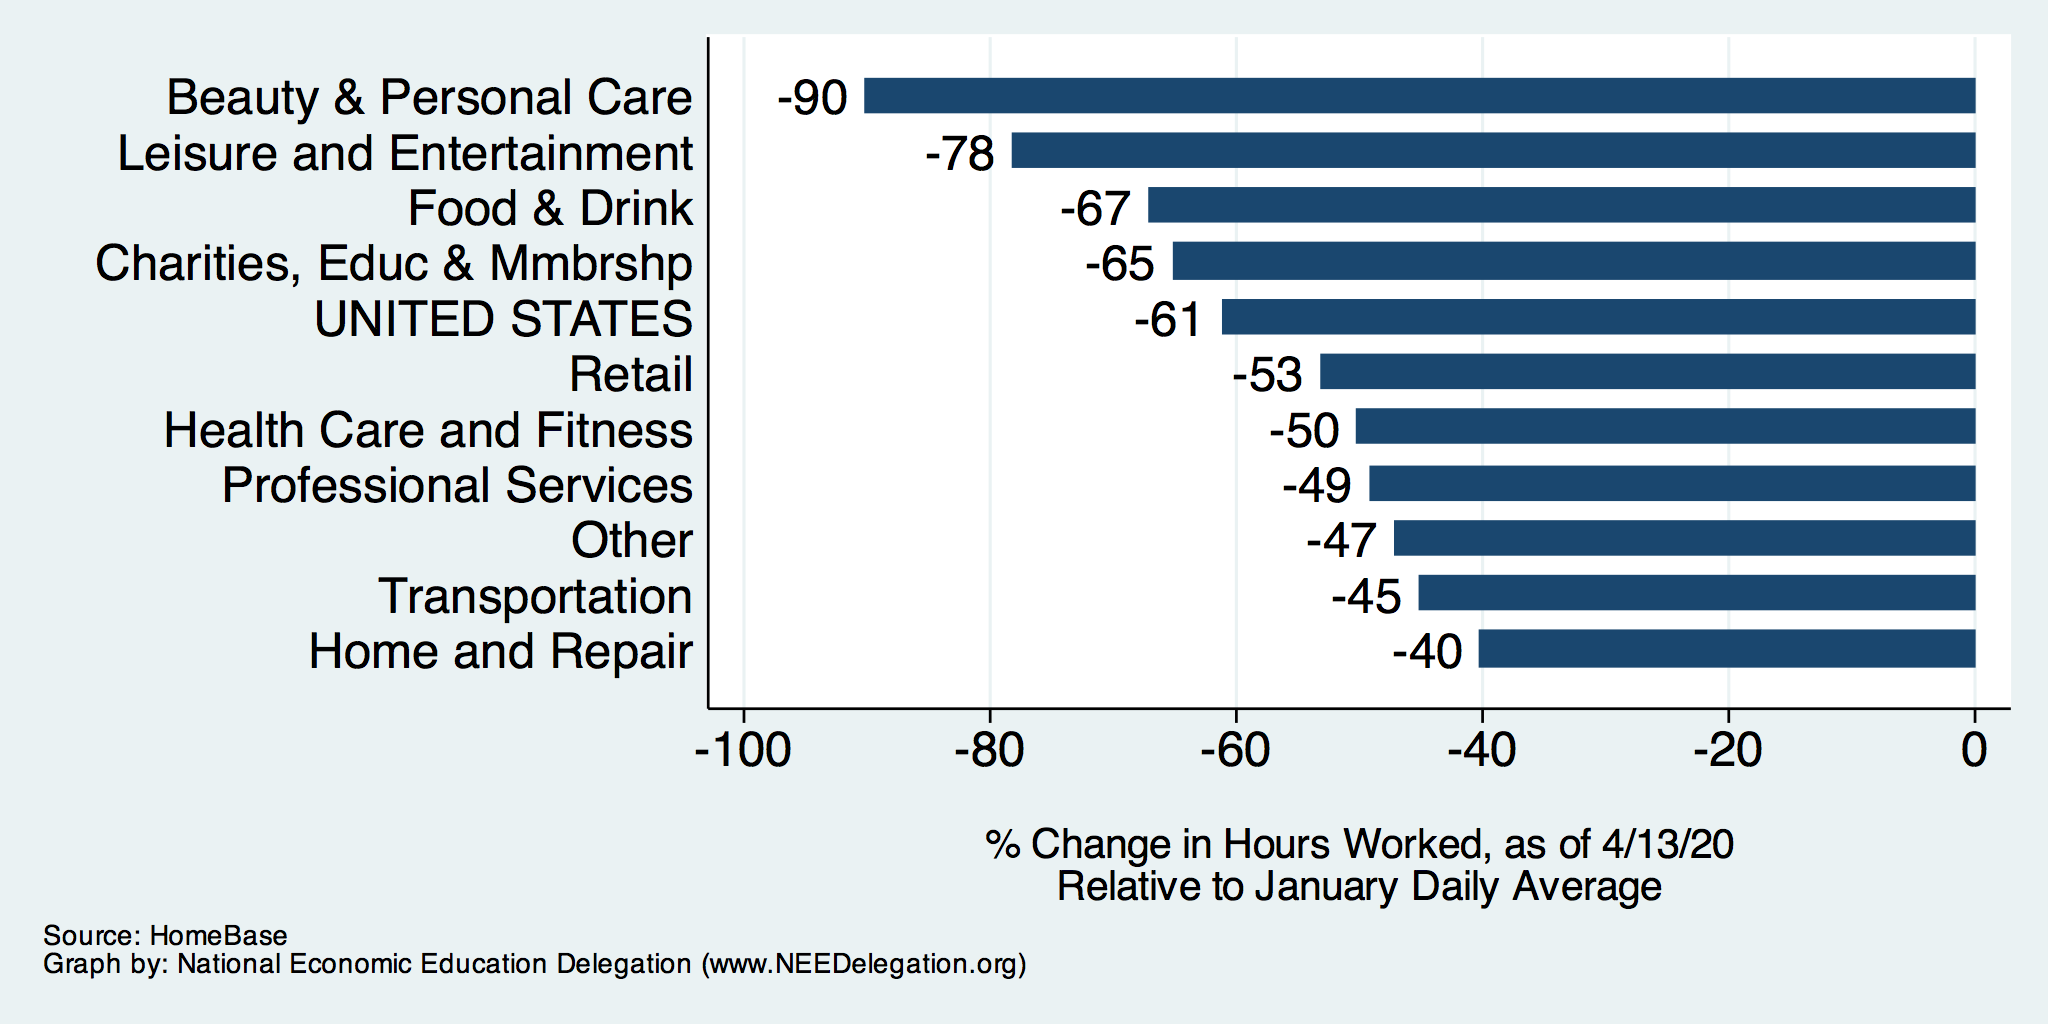 Beauty & Personal Care -90
Leisure and Entertainment -78
Food & Drink -67
Charities, Educ & Mmbrshp -65
UNITED STATES -61
Retail -53
Health Care and Fitness -50
Professional Services -49
Other -47
Transportation -45
Home and Repair -40
-100 -80 -60 -40 -20 0
% Change in Hours Worked, as of 4/13/20
Relative to January Daily Average
Source: HomeBase
Graph by: National Economic Education Delegation (www.NEEDelegation.org)